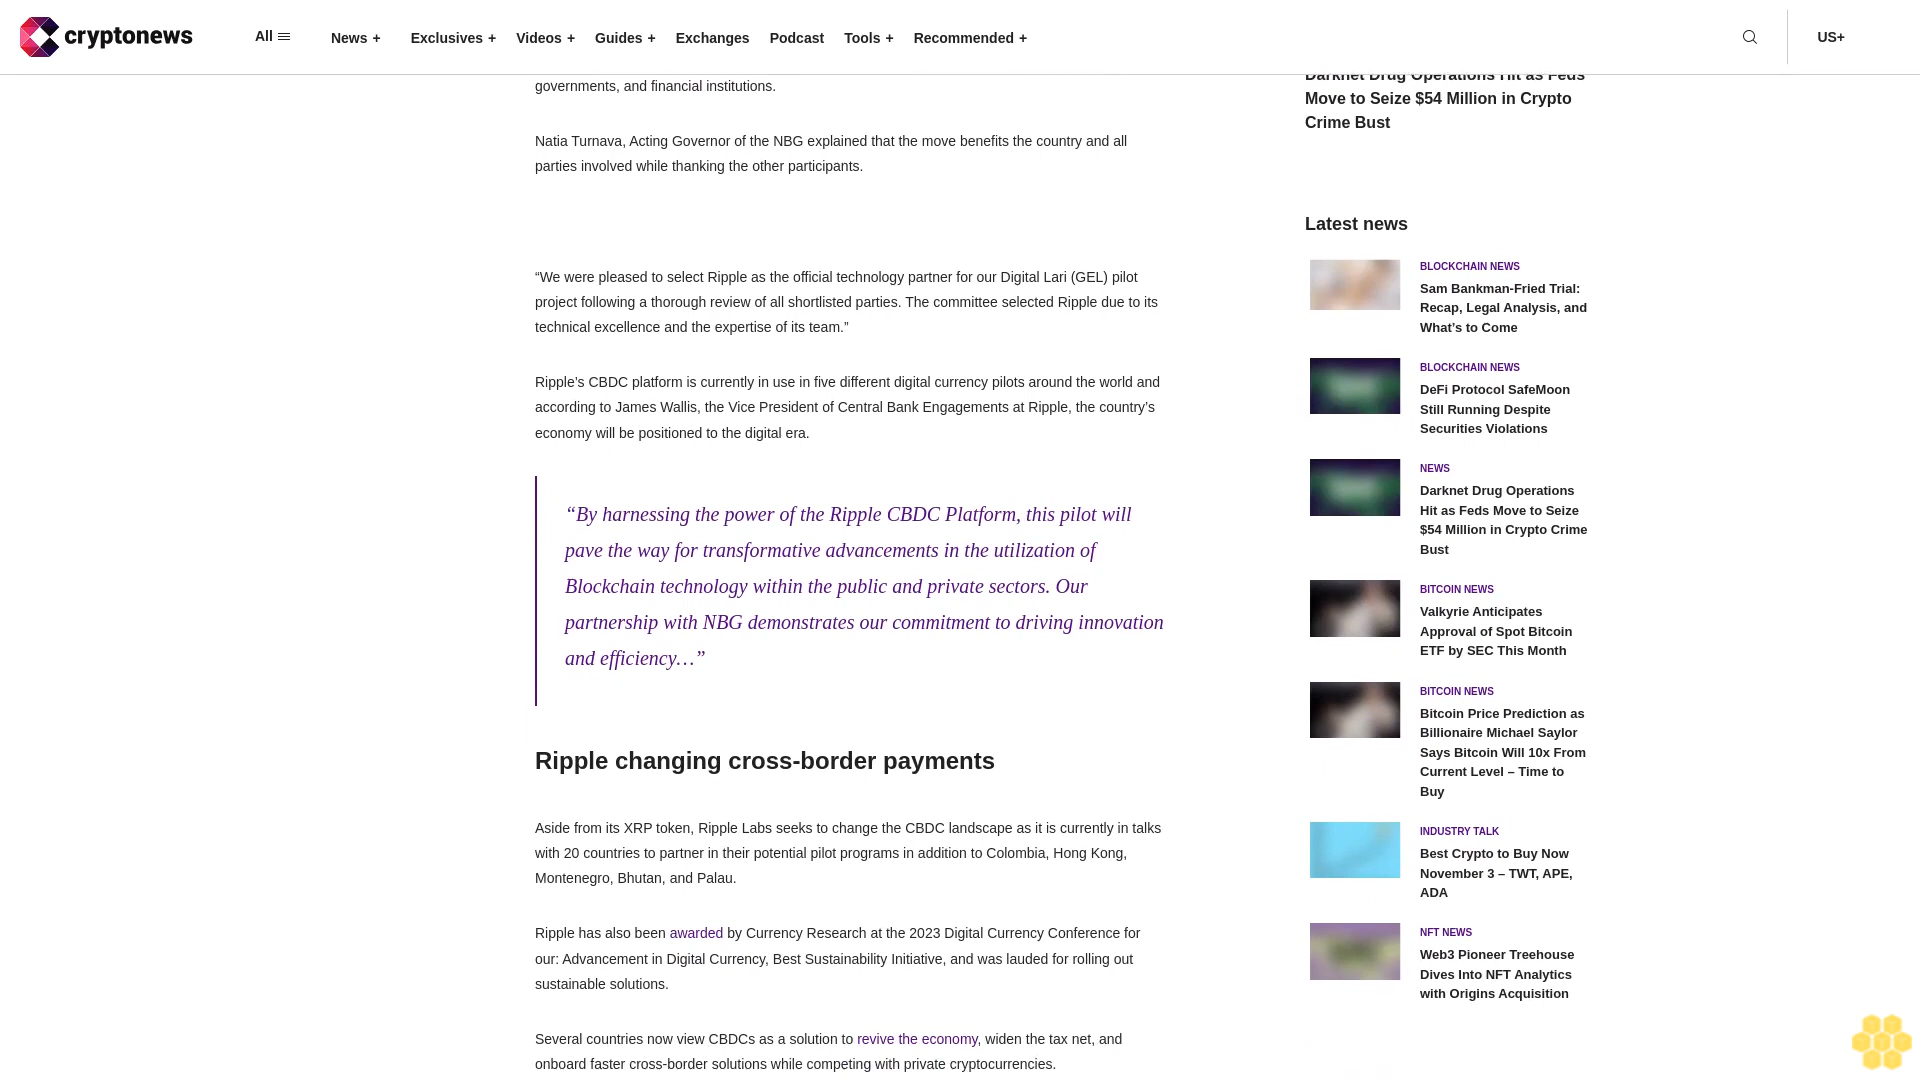 cryptonews
All
News +
Exclusives +
Videos +
Guides +
Exchanges
Podcast
Tools +
Recommended +
US+
governments, and financial institutions.
Natia Turnava, Acting Governor of the NBG explained that the move benefits the country and all
parties involved while thanking the other participants.
“We were pleased to select Ripple as the official technology partner for our Digital Lari (GEL) pilot
project following a thorough review of all shortlisted parties. The committee selected Ripple due to its
technical excellence and the expertise of its team.”
Ripple’s CBDC platform is currently in use in five different digital currency pilots around the world and
according to James Wallis, the Vice President of Central Bank Engagements at Ripple, the country’s
economy will be positioned to the digital era.
“By harnessing the power of the Ripple CBDC Platform, this pilot will
pave the way for transformative advancements in the utilization of
Blockchain technology within the public and private sectors. Our
partnership with NBG demonstrates our commitment to driving innovation
and efficiency…”
Ripple changing cross-border payments
Aside from its XRP token, Ripple Labs seeks to change the CBDC landscape as it is currently in talks
with 20 countries to partner in their potential pilot programs in addition to Colombia, Hong Kong,
Montenegro, Bhutan, and Palau.
Ripple has also been awarded by Currency Research at the 2023 Digital Currency Conference for
our: Advancement in Digital Currency, Best Sustainability Initiative, and was lauded for rolling out
sustainable solutions.
Several countries now view CBDCs as a solution to revive the economy, widen the tax net, and
onboard faster cross-border solutions while competing with private cryptocurrencies.
Darknet Drug Operations Hit as Feds
Move to Seize $54 Million in Crypto
Crime Bust
Latest news
BLOCKCHAIN NEWS
Sam Bankman-Fried Trial:
Recap, Legal Analysis, and
What’s to Come
BLOCKCHAIN NEWS
DeFi Protocol SafeMoon
Still Running Despite
Securities Violations
NEWS
Darknet Drug Operations
Hit as Feds Move to Seize
$54 Million in Crypto Crime
Bust
BITCOIN NEWS
Valkyrie Anticipates
Approval of Spot Bitcoin
ETF by SEC This Month
BITCOIN NEWS
Bitcoin Price Prediction as
Billionaire Michael Saylor
Says Bitcoin Will 10x From
Current Level – Time to
Buy
INDUSTRY TALK
Best Crypto to Buy Now
November 3 – TWT, APE,
ADA
NFT NEWS
Web3 Pioneer Treehouse
Dives Into NFT Analytics
with Origins Acquisition